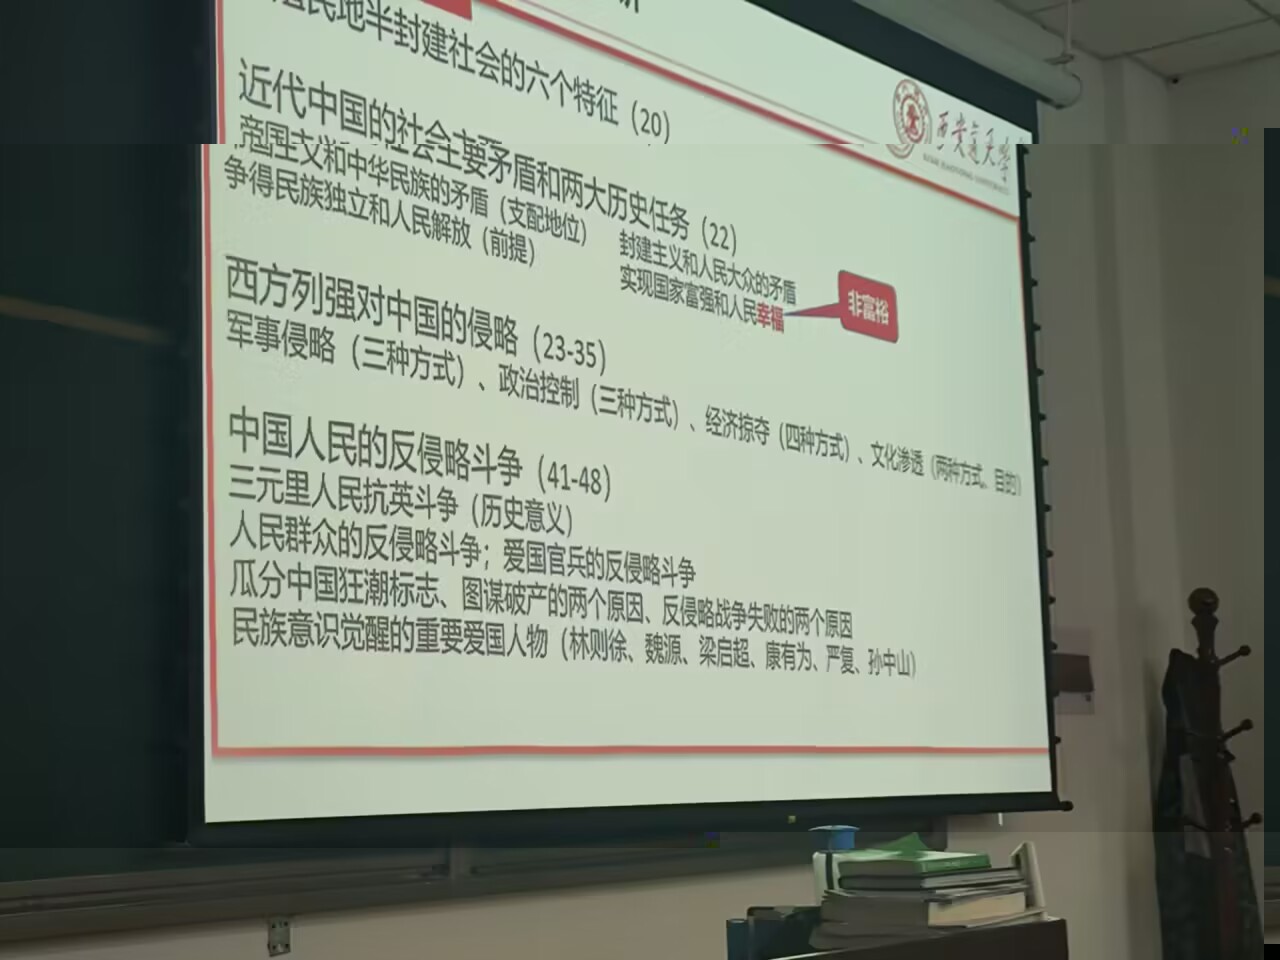 殖民地半封建社会的六个特征（20）
西安交通大学
近代中国的社会主要矛盾和两大历史任务（22）
帝国主义和中华民族的矛盾（支配地位） 封建主义和人民大众的矛盾
争得民族独立和人民解放（前提） 实现国家富强和人民幸福
非富裕
西方列强对中国的侵略（23-35）
军事侵略（三种方式）、政治控制（三种方式）、经济掠夺（四种方式）、文化渗透（两种方式、目的）
中国人民的反侵略斗争（41-48）
三元里人民抗英斗争（历史意义）
人民群众的反侵略斗争；爱国官兵的反侵略斗争
瓜分中国狂潮标志、图谋破产的两个原因、反侵略战争失败的两个原因
民族意识觉醒的重要爱国人物（林则徐、魏源、梁启超、康有为、严复、孙中山）